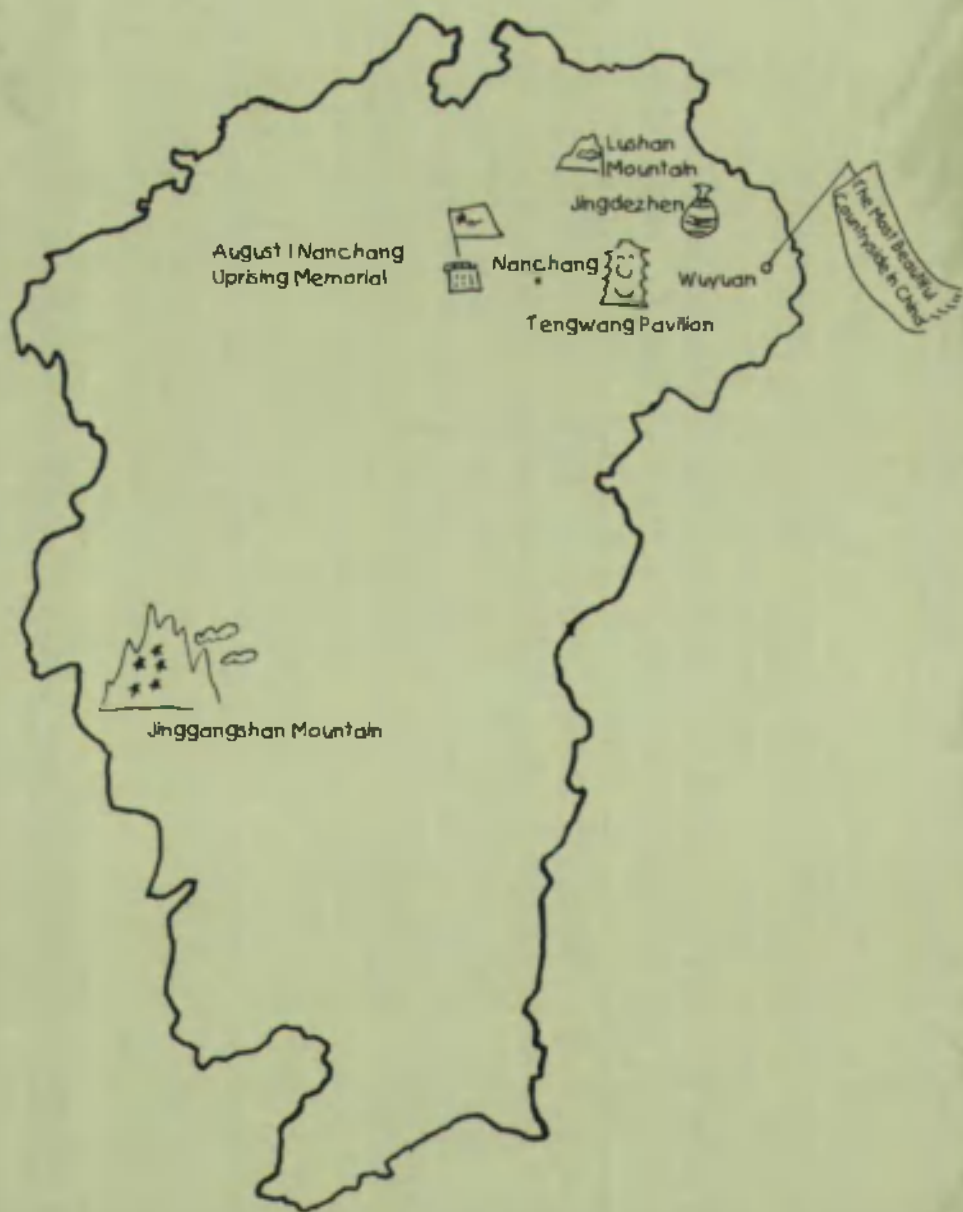 Lushan
Mountain
Jingdezhen
August 1 Nanchang
Uprising Memorial
Nanchang
Wuyuan
The Most Beautiful
Countryside in China
Tengwang Pavilion
Jinggangshan Mountain